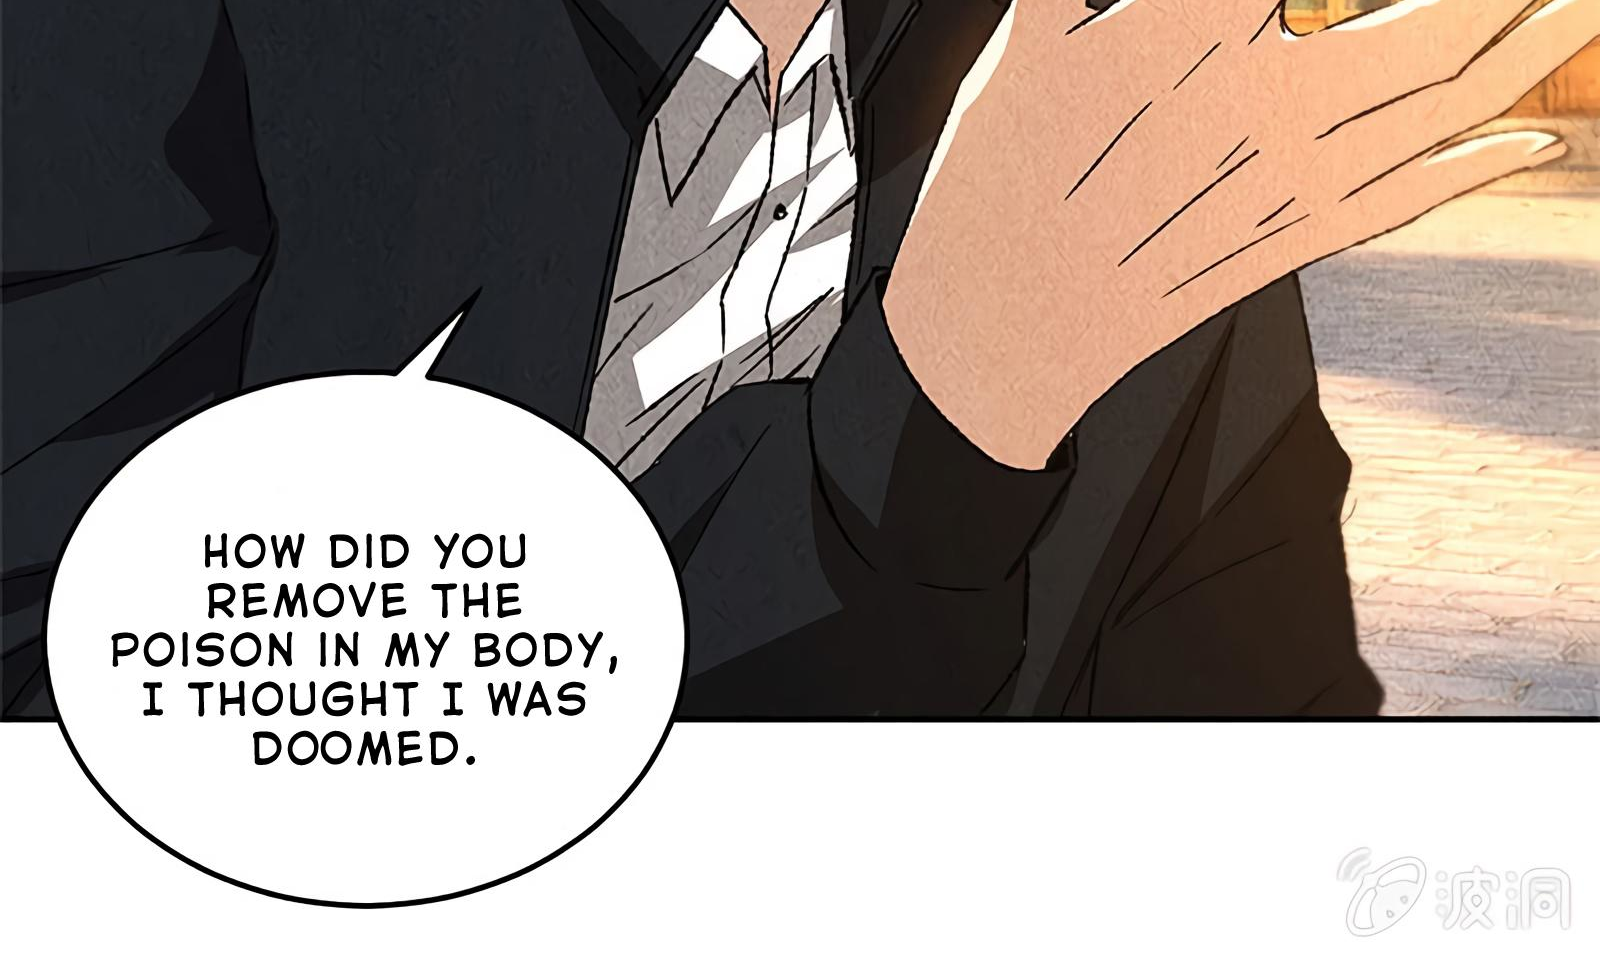 HOW DID YOU
REMOVE THE
POISON IN MY BODY,
I THOUGHT I WAS
DOOMED.
波洞